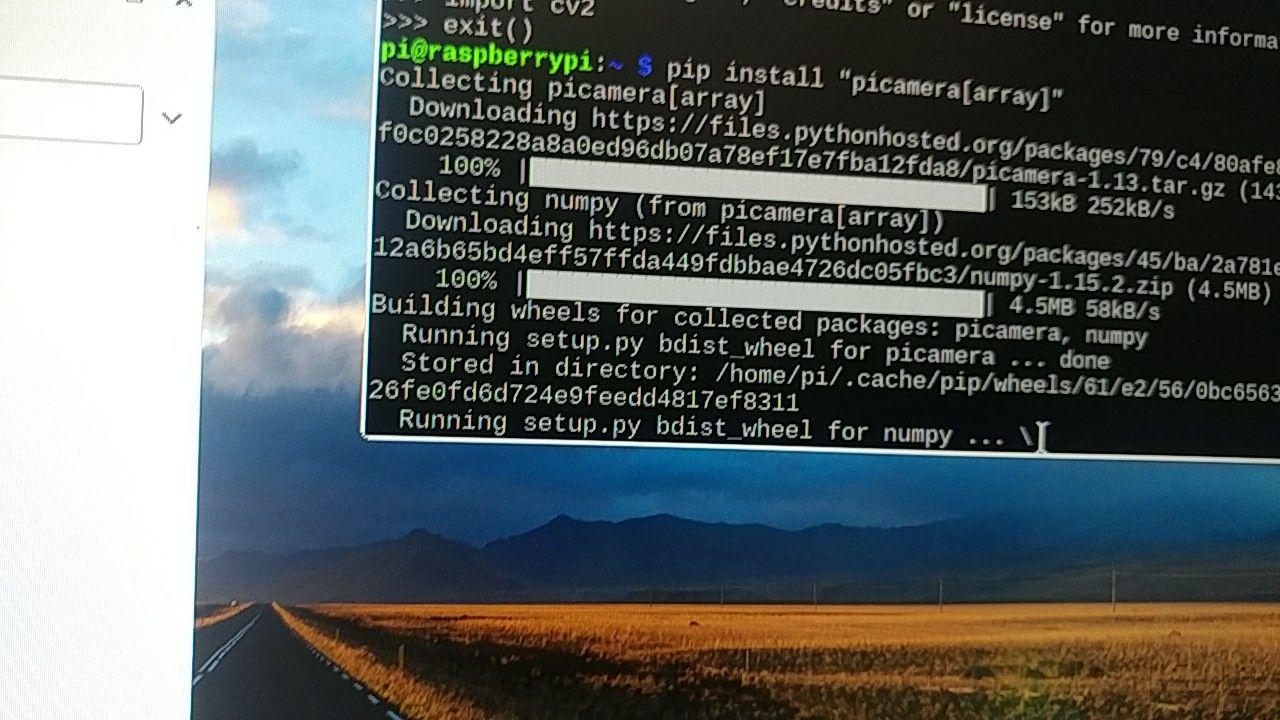 >>> import cv2 "credits" or "license" for more informa
>>> exit()
pi@raspberrypi:~ $ pip install "picamera[array]"
Collecting picamera[array]
Downloading https://files.pythonhosted.org/packages/79/c4/80afe
f0c0258228a8a0ed96db07a78ef17e7fba12fda8/picamera-1.13.tar.gz (14
100% | | 153kB 252kB/s
Collecting numpy (from picamera[array])
Downloading https://files.pythonhosted.org/packages/45/ba/2a781e
12a6b65bd4eff57ffda449fdbbae4726dc05fbc3/numpy-1.15.2.zip (4.5MB)
100% | | 4.5MB 58kB/s
Building wheels for collected packages: picamera, numpy
Running setup.py bdist_wheel for picamera ... done
Stored in directory: /home/pi/.cache/pip/wheels/61/e2/56/0bc6563
26fe0fd6d724e9feedd4817ef8311
Running setup.py bdist_wheel for numpy ... \